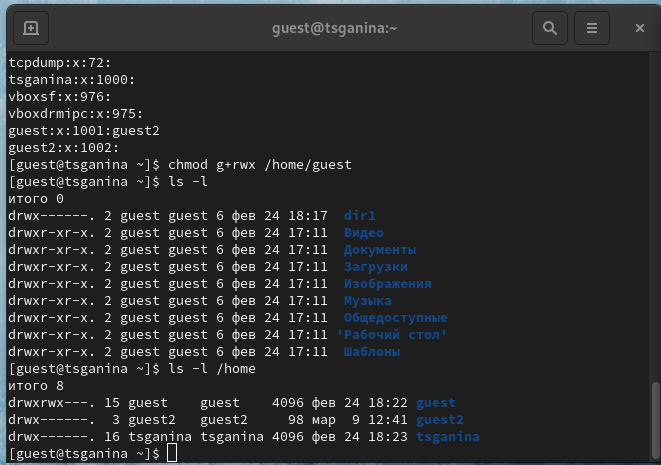 guest@tsganina:~
tcpdump:x:72:
tsganina:x:1000:
vboxsf:x:976:
vboxdrmipc:x:975:
guest:x:1001:guest2
guest2:x:1002:
[guest@tsganina ~]$ chmod g+rwx /home/guest
[guest@tsganina ~]$ ls -l
итого 0
drwx------. 2 guest guest 6 фев 24 18:17  dir1
drwxr-xr-x. 2 guest guest 6 фев 24 17:11  Видео
drwxr-xr-x. 2 guest guest 6 фев 24 17:11  Документы
drwxr-xr-x. 2 guest guest 6 фев 24 17:11  Загрузки
drwxr-xr-x. 2 guest guest 6 фев 24 17:11  Изображения
drwxr-xr-x. 2 guest guest 6 фев 24 17:11  Музыка
drwxr-xr-x. 2 guest guest 6 фев 24 17:11  Общедоступные
drwxr-xr-x. 2 guest guest 6 фев 24 17:11 'Рабочий стол'
drwxr-xr-x. 2 guest guest 6 фев 24 17:11  Шаблоны
[guest@tsganina ~]$ ls -l /home
итого 8
drwxrwx---. 15 guest    guest    4096 фев 24 18:22 guest
drwx------.  3 guest2   guest2     98 мар  9 12:41 guest2
drwx------. 16 tsganina tsganina 4096 фев 24 18:23 tsganina
[guest@tsganina ~]$